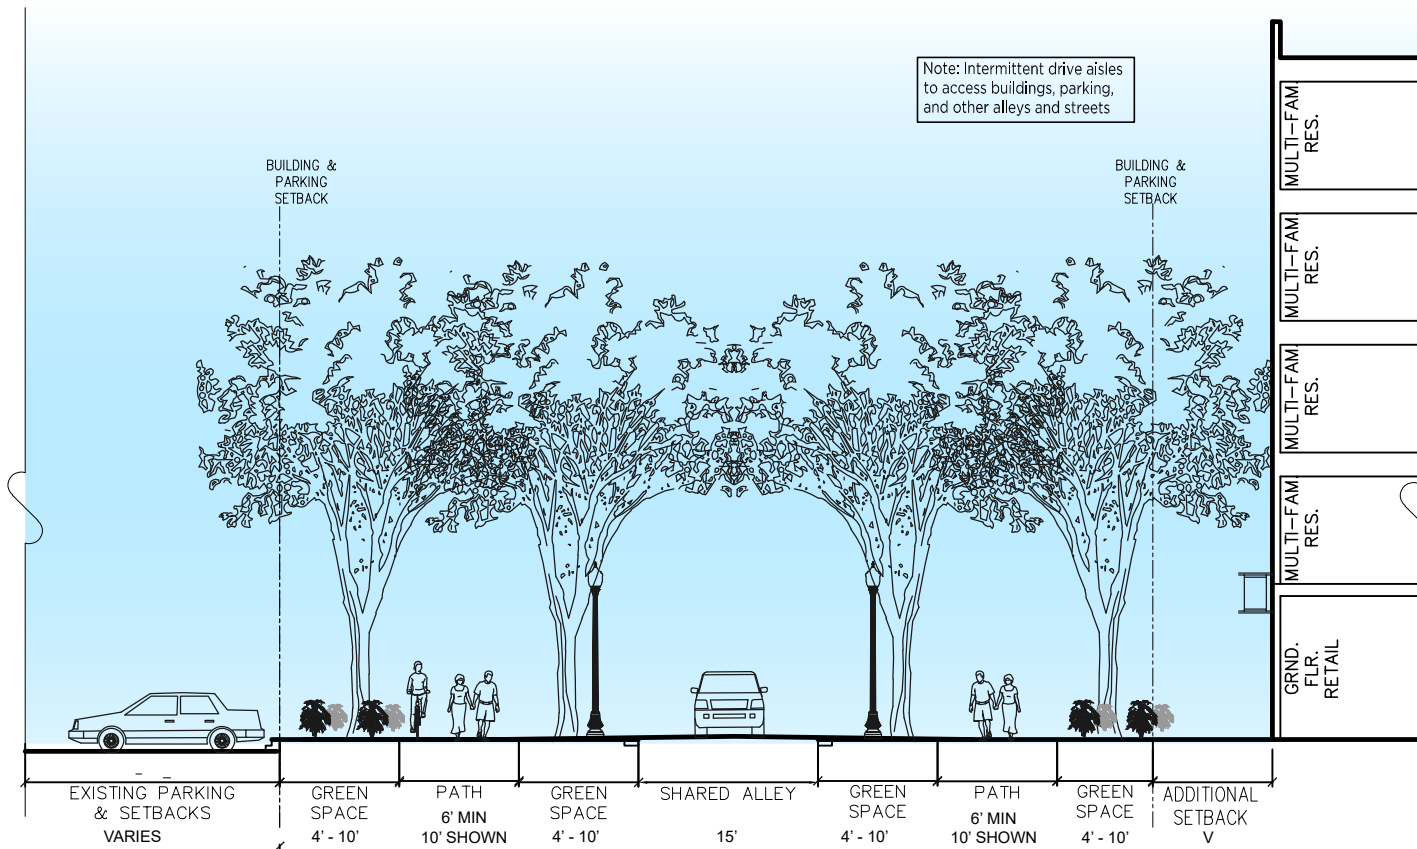 Note: Intermittent drive aisles
to access buildings, parking,
and other alleys and streets
BUILDING &
PARKING
SETBACK
BUILDING &
PARKING
SETBACK
MULTI-FAM.
RES.
MULTI-FAM.
RES.
MULTI-FAM
RES.
MULTI-FAM
RES.
GRND.
FLR.
RETAIL
EXISTING PARKING
& SETBACKS
VARIES
GREEN
SPACE
4' - 10'
PATH
6' MIN
10' SHOWN
GREEN
SPACE
4' - 10'
SHARED ALLEY
15'
GREEN
SPACE
4' - 10'
PATH
6' MIN
10' SHOWN
GREEN
SPACE
4' - 10'
ADDITIONAL
SETBACK
V